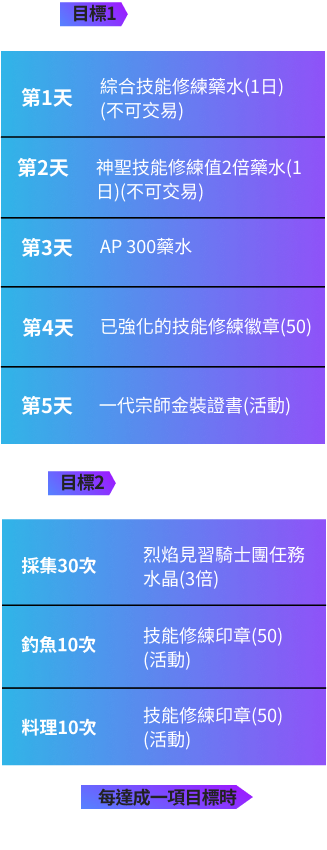 目標1
第1天
綜合技能修練藥水(1日)
(不可交易)
第2天
神聖技能修練值2倍藥水(1
日)(不可交易)
第3天
AP 300藥水
第4天
已強化的技能修練徽章(50)
第5天
一代宗師金裝證書(活動)
目標2
採集30次
烈焰見習騎士團任務
水晶(3倍)
釣魚10次
技能修練印章(50)
(活動)
料理10次
技能修練印章(50)
(活動)
每達成一項目標時